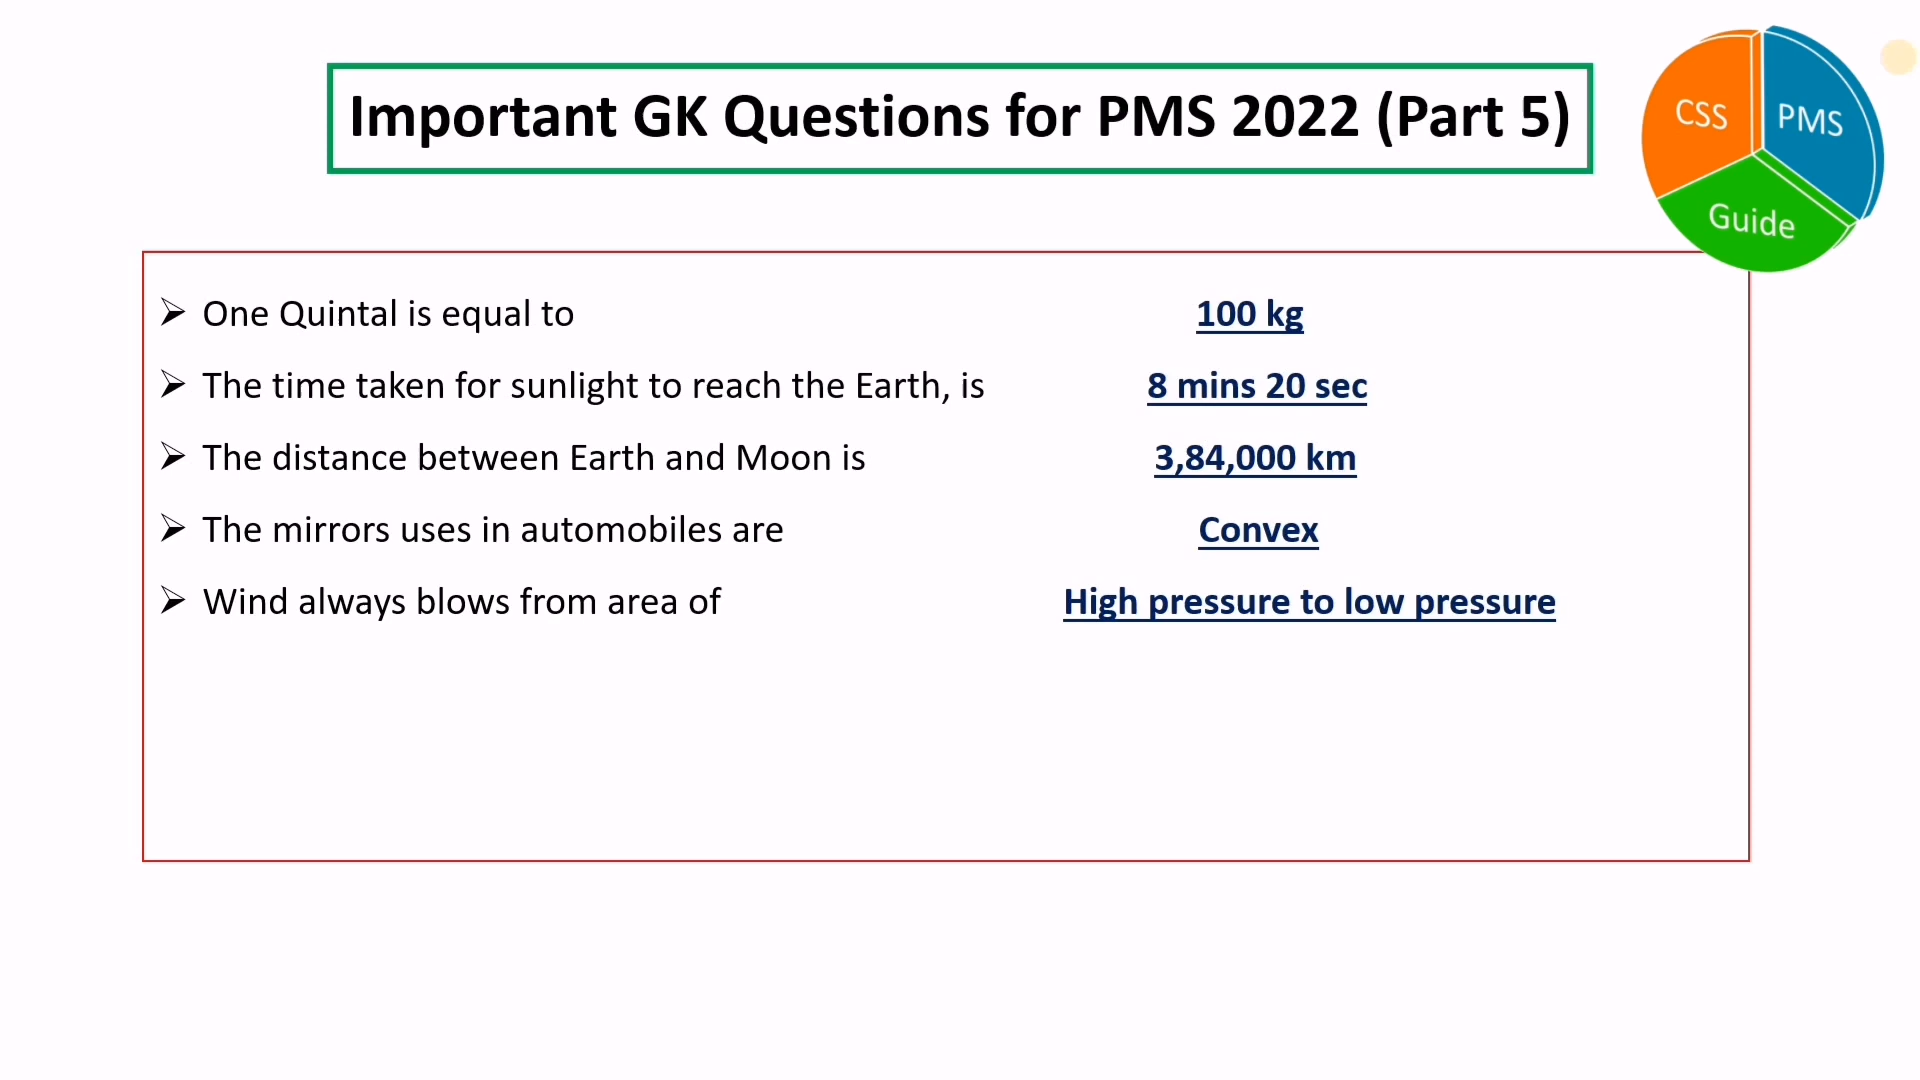 Important GK Questions for PMS 2022 (Part 5)
CSS
PMS
Guide
➢ One Quintal is equal to 100 kg
➢ The time taken for sunlight to reach the Earth, is 8 mins 20 sec
➢ The distance between Earth and Moon is 3,84,000 km
➢ The mirrors uses in automobiles are Convex
➢ Wind always blows from area of High pressure to low pressure